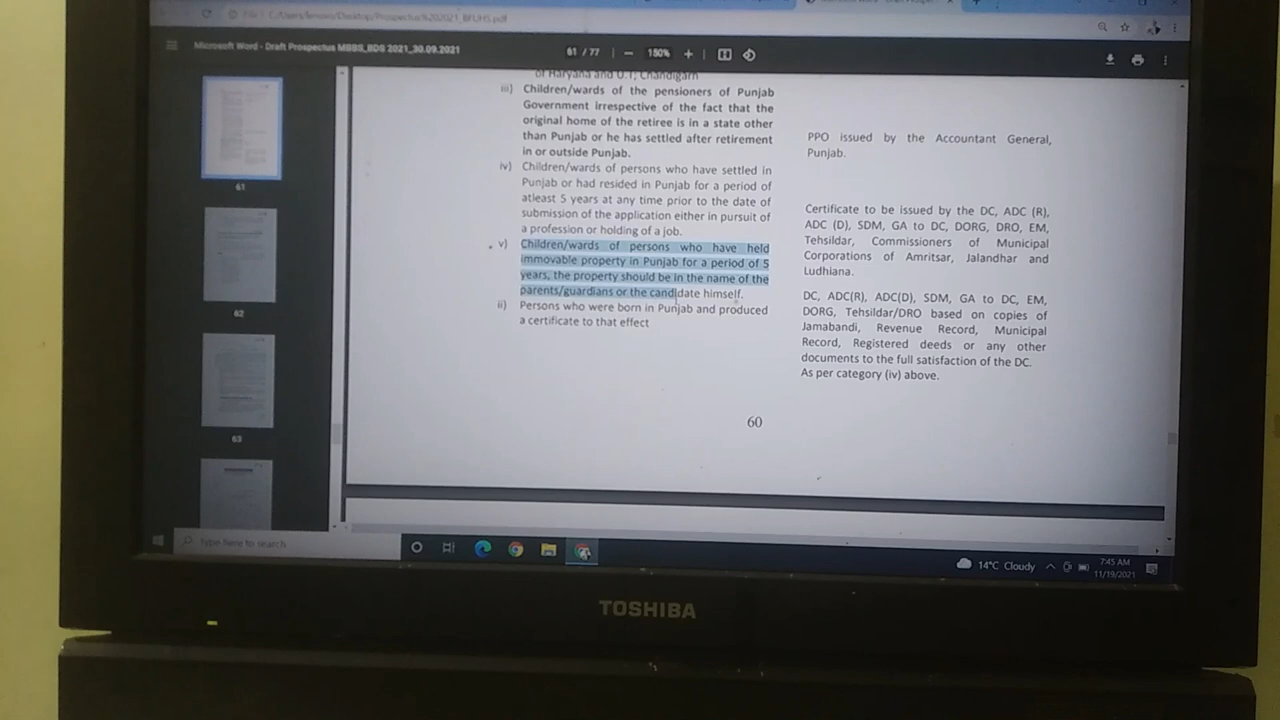 C:/Users/lenovo/Desktop/Prospectus%202021_BFUHS.pdf
Microsoft Word - Draft Prospectus MBBS_BDS 2021_30.09.2021
61 / 77
150%
of Haryana and U.T; Chandigarh
iii) Children/wards of the pensioners of Punjab
Government irrespective of the fact that the
original home of the retiree is in a state other
than Punjab or he has settled after retirement
in or outside Punjab.
PPO issued by the Accountant General,
Punjab.
iv) Children/wards of persons who have settled in
Punjab or had resided in Punjab for a period of
atleast 5 years at any time prior to the date of
submission of the application either in pursuit of
a profession or holding of a job.
Certificate to be issued by the DC, ADC (R),
ADC (D), SDM, GA to DC, DORG, DRO, EM,
Tehsildar, Commissioners of Municipal
Corporations of Amritsar, Jalandhar and
Ludhiana.
v) Children/wards of persons who have held
immovable property in Punjab for a period of 5
years, the property should be in the name of the
parents/guardians or the candidate himself.
DC, ADC(R), ADC(D), SDM, GA to DC, EM,
DORG, Tehsildar/DRO based on copies of
Jamabandi, Revenue Record, Municipal
Record, Registered deeds or any other
documents to the full satisfaction of the DC.
ii) Persons who were born in Punjab and produced
a certificate to that effect
As per category (iv) above.
60
61
62
63
Type here to search
14°C Cloudy
7:45 AM
11/19/2021
TOSHIBA